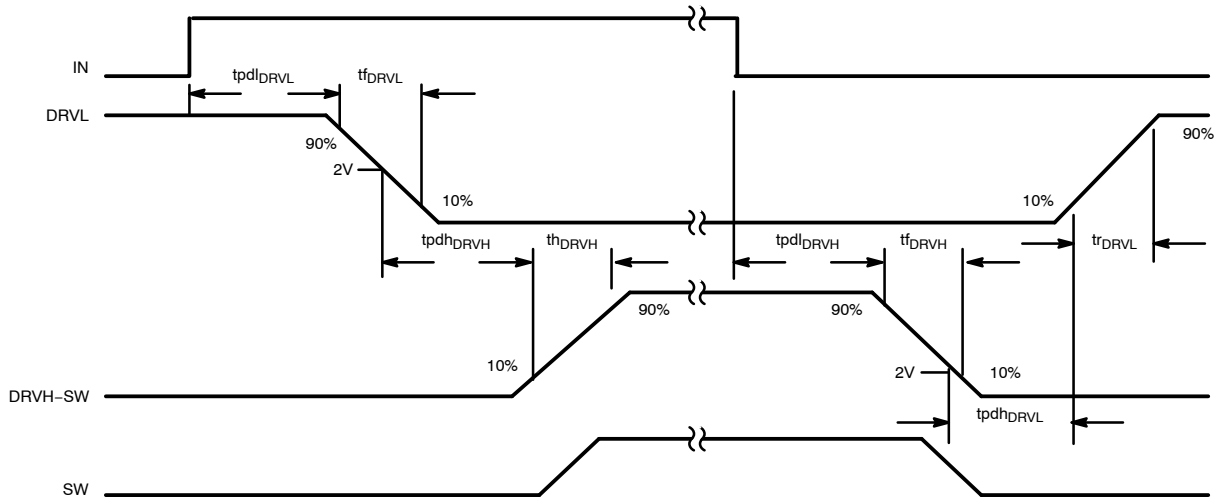 IN
tpdlDRVL
tfDRVL
DRVL
90%
2V
10%
10%
90%
tpdhDRVH
thDRVH
tpdlDRVH
tfDRVH
trDRVL
90%
90%
10%
2V
10%
DRVH−SW
tpdhDRVL
SW